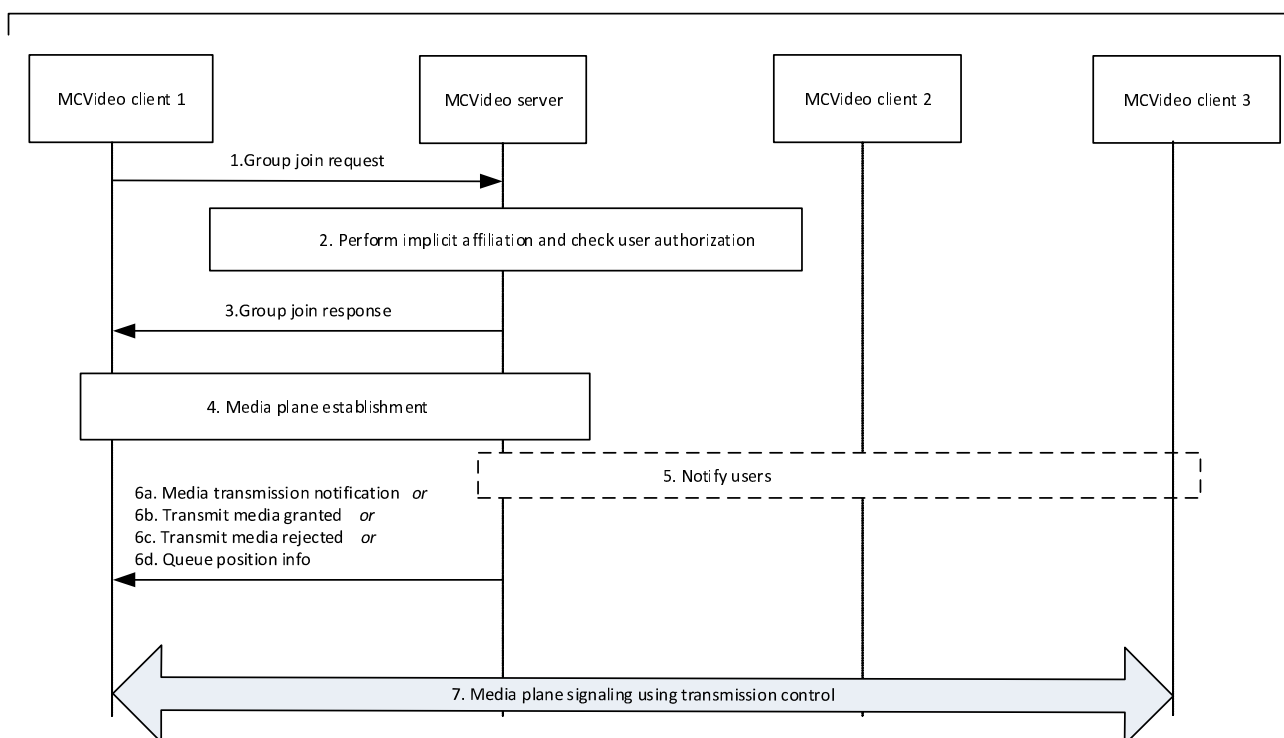 MCVideo client 1
MCVideo server
MCVideo client 2
MCVideo client 3
1.Group join request
2. Perform implicit affiliation and check user authorization
3.Group join response
4. Media plane establishment
5. Notify users
6a. Media transmission notification or
6b. Transmit media granted or
6c. Transmit media rejected or
6d. Queue position info
7. Media plane signaling using transmission control